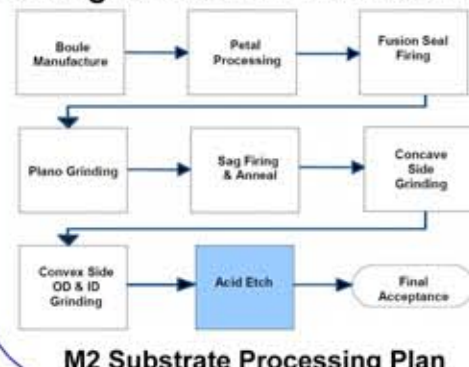 Boule
Manufacture
Petal
Processing
Fusion Seal
Firing
Plano Grinding
Sag Firing
& Anneal
Concave
Side
Grinding
Convex Side
OD & ID
Grinding
Acid Etch
Final
Acceptance
M2 Substrate Processing Plan